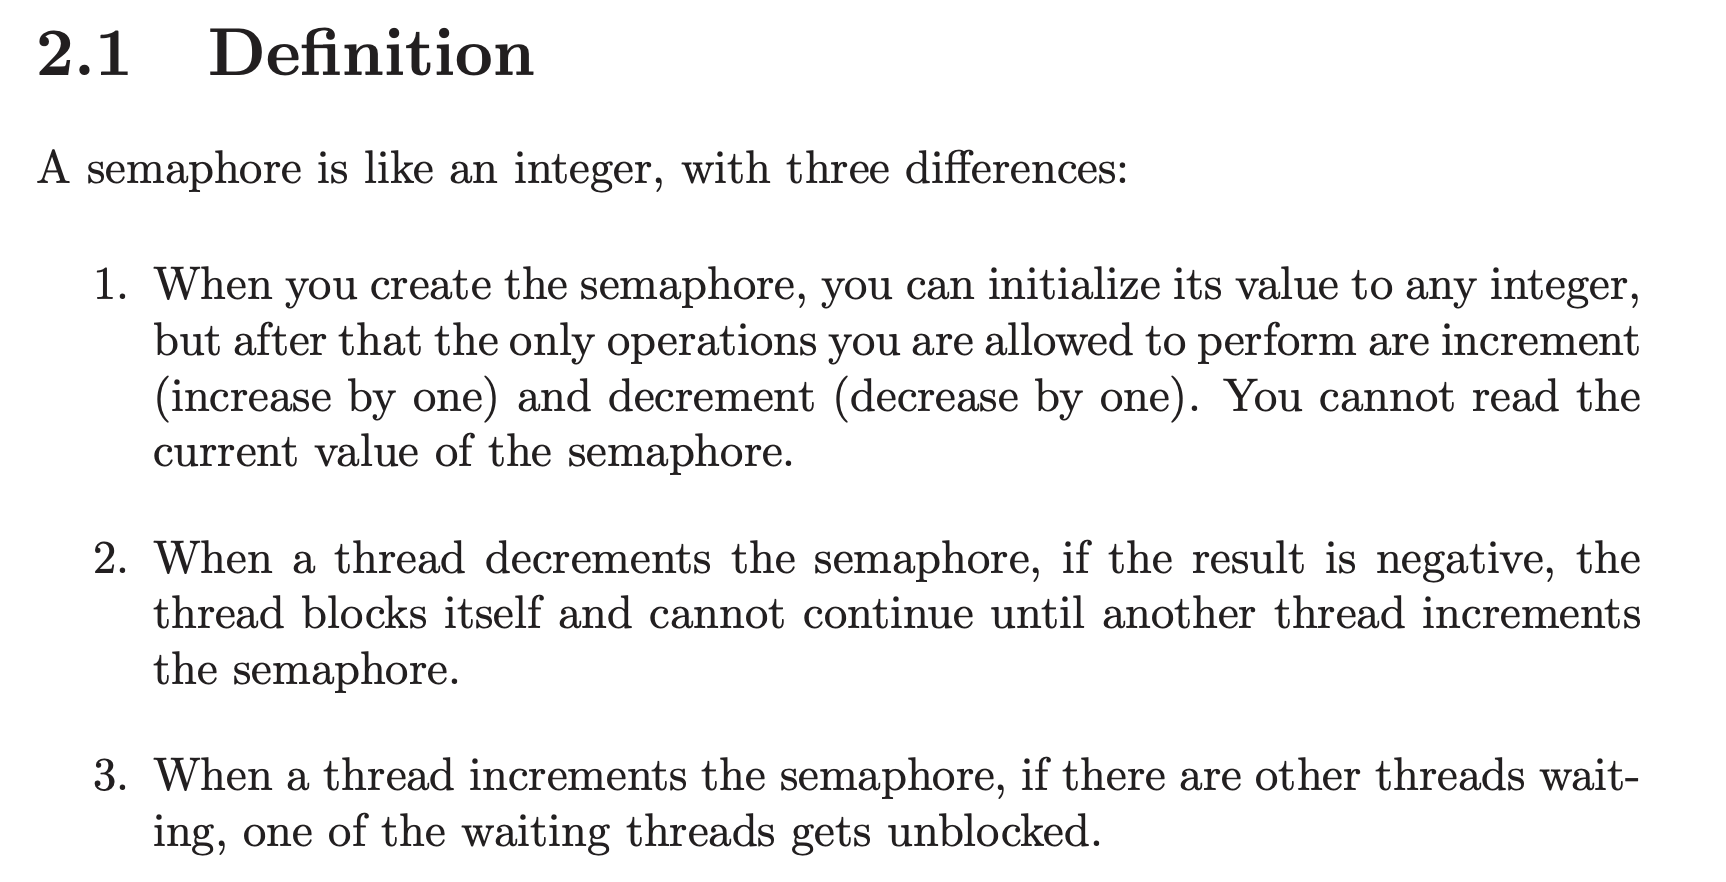 2.1 Definition
A semaphore is like an integer, with three differences:
1. When you create the semaphore, you can initialize its value to any integer,
but after that the only operations you are allowed to perform are increment
(increase by one) and decrement (decrease by one). You cannot read the
current value of the semaphore.
2. When a thread decrements the semaphore, if the result is negative, the
thread blocks itself and cannot continue until another thread increments
the semaphore.
3. When a thread increments the semaphore, if there are other threads wait-
ing, one of the waiting threads gets unblocked.